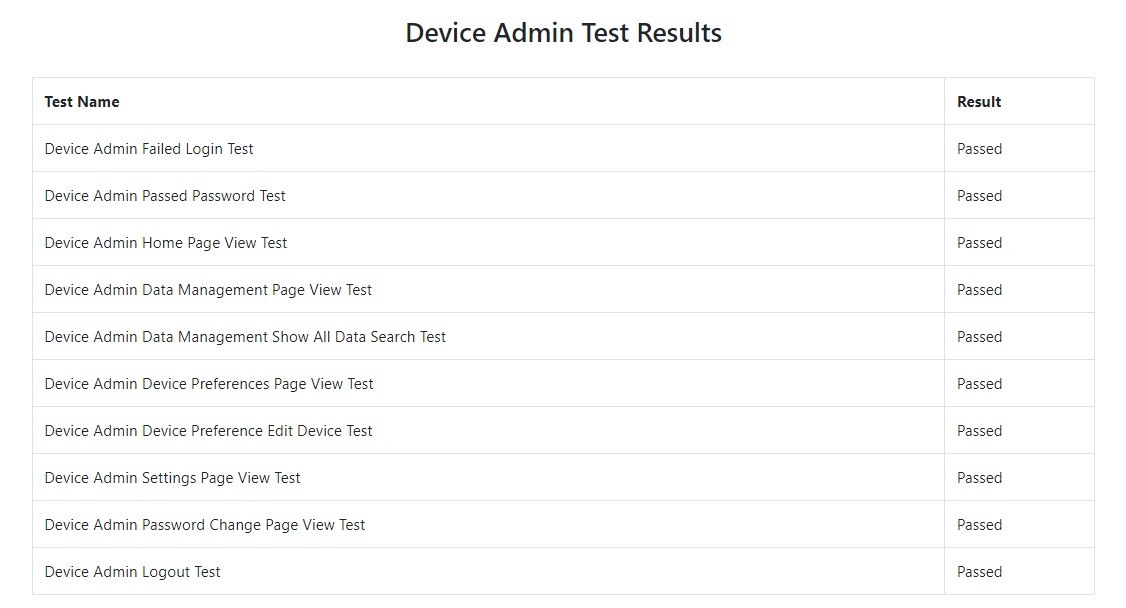 Device Admin Test Results
Test Name Result
Device Admin Failed Login Test Passed
Device Admin Passed Password Test Passed
Device Admin Home Page View Test Passed
Device Admin Data Management Page View Test Passed
Device Admin Data Management Show All Data Search Test Passed
Device Admin Device Preferences Page View Test Passed
Device Admin Device Preference Edit Device Test Passed
Device Admin Settings Page View Test Passed
Device Admin Password Change Page View Test Passed
Device Admin Logout Test Passed